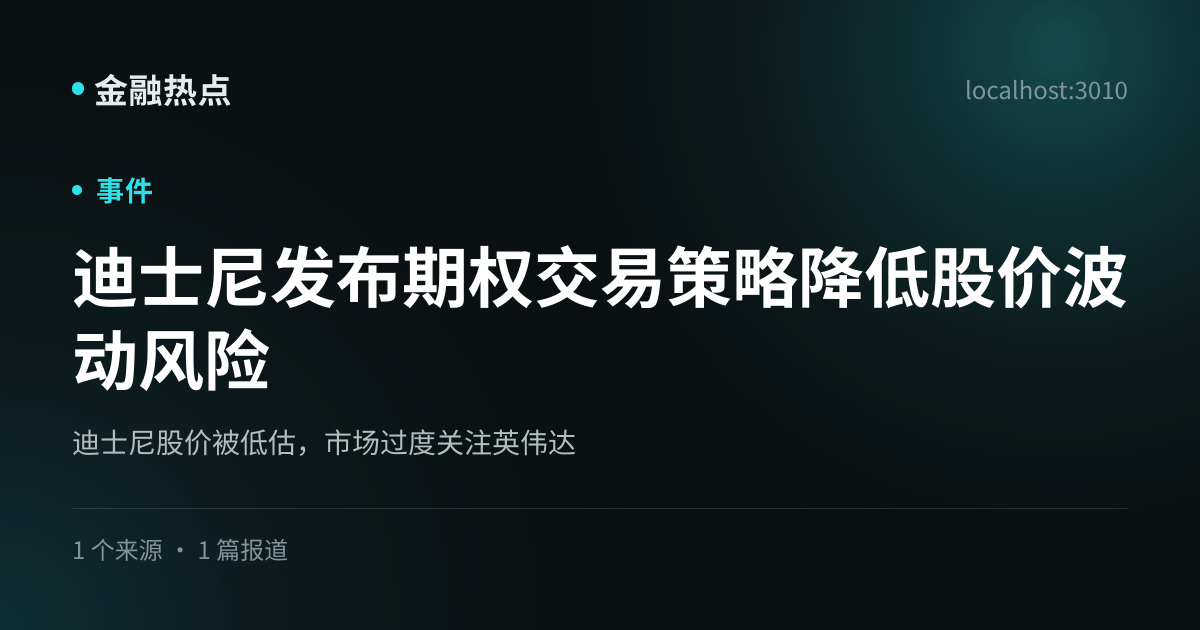 金融热点
localhost:3010
事件
迪士尼发布期权交易策略降低股价波
动风险
迪士尼股价被低估，市场过度关注英伟达
1 个来源 · 1 篇报道